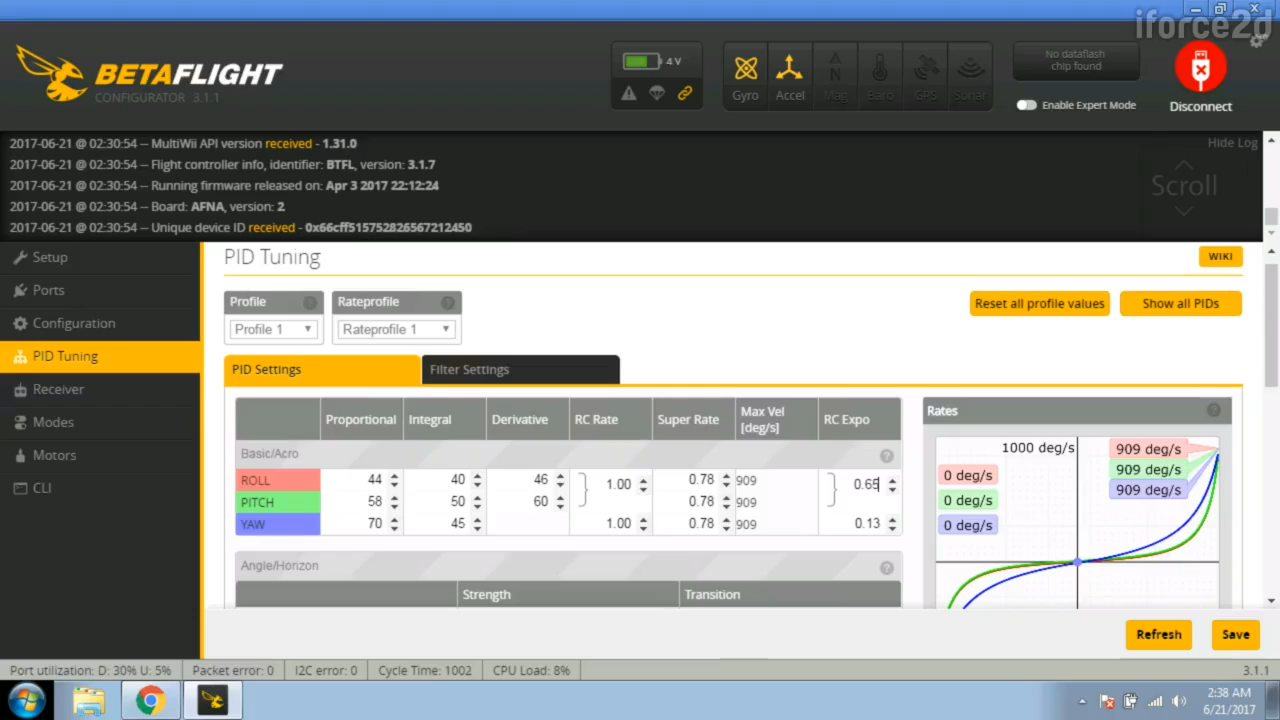 iforce2d
BETAFLIGHT
CONFIGURATOR 3.1.1
4 V
Gyro
Accel
Mag
Baro
GPS
Sonar
No dataflash
chip found
Enable Expert Mode
Disconnect
2017-06-21 @ 02:30:54 -- MultiWii API version received - 1.31.0
2017-06-21 @ 02:30:54 -- Flight controller info, identifier: BTFL, version: 3.1.7
2017-06-21 @ 02:30:54 -- Running firmware released on: Apr 3 2017 22:12:24
2017-06-21 @ 02:30:54 -- Board: AFNA, version: 2
2017-06-21 @ 02:30:54 -- Unique device ID received - 0x66cff515752826567212450
Hide Log
Scroll
Setup
Ports
Configuration
PID Tuning
Receiver
Modes
Motors
CLI
PID Tuning
WIKI
Profile
Rateprofile
Profile 1
Rateprofile 1
Reset all profile values
Show all PIDs
PID Settings
Filter Settings
Proportional Integral Derivative RC Rate Super Rate Max Vel [deg/s] RC Expo
Basic/Acro
ROLL 44 40 46 1.00 0.78 909 0.65
PITCH 58 50 60 0.78 909
YAW 70 45 1.00 0.78 909 0.13
Angle/Horizon
Strength Transition
Rates
1000 deg/s
909 deg/s
909 deg/s
909 deg/s
0 deg/s
0 deg/s
0 deg/s
Refresh
Save
Port utilization: D: 30% U: 5% Packet error: 0 I2C error: 0 Cycle Time: 1002 CPU Load: 8% 3.1.1
2:38 AM
6/21/2017